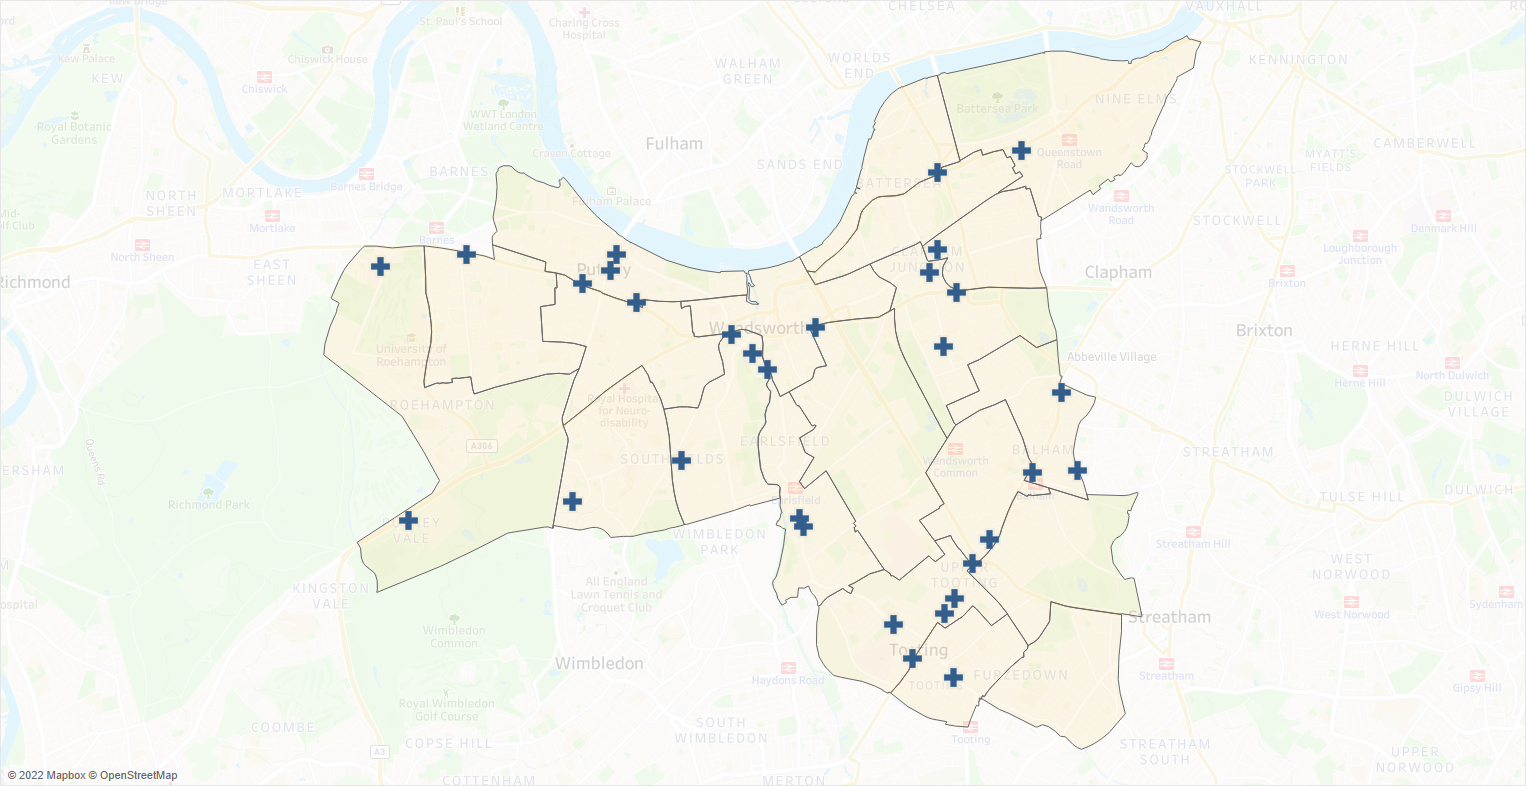 Kew Bridge
St. Paul's School
Charing Cross
Hospital
CHELSEA
VAUXHALL
Kew Palace
KEW
Chiswick House
Chiswick
WALHAM
GREEN
WORLDS
END
KENNINGTON
Royal Botanic
Gardens
WWT London
Wetland Centre
Battersea Park
NINE ELMS
CAMBERWELL
Fulham
Craven Cottage
SANDS END
Queenstown
Road
MYATT'S
FIELDS
STOCKWELL
PARK
BARNES
Barnes Bridge
MORTLAKE
NORTH
SHEEN
Fulham Palace
BATTERSEA
Wandsworth
Road
STOCKWELL
Mortlake
Barnes
Denmark Hill
Loughborough
Junction
North Sheen
EAST
SHEEN
Richmond
Putney
CLAPHAM
JUNCTION
Clapham
Brixton
Wandsworth
Brixton
HERNE HILL
University of
Roehampton
Abbeville Village
Herne Hill
North Dulwich
ROEHAMPTON
Royal Hospital
for Neuro-
disability
DULWICH
VILLAGE
A306
EARLSFIELD
BALHAM
STREATHAM
SOUTHFIELDS
Wandsworth
Common
PETERSHAM
Queens Rd
Richmond Park
Earlsfield
Balham
TULSE HILL
DULWICH
PUTNEY
VALE
WIMBLEDON
PARK
Streatham Hill
UPPER
TOOTING
WEST
NORWOOD
KINGSTON
VALE
All England
Lawn Tennis and
Croquet Club
West Norwood
Sydenham
Streatham
Wimbledon
Common
Tooting
Wimbledon
Haydons Road
TOOTING
FURZEDOWN
Streatham
Gipsy Hill
Royal Wimbledon
Golf Course
COOMBE
SOUTH
WIMBLEDON
Tooting
A3
COPSE HILL
STREATHAM
SOUTH
UPPER
NORWOOD
© 2022 Mapbox © OpenStreetMap
COTTENHAM
MERTON